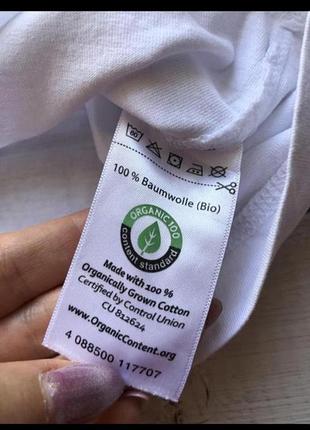 60
100 % Baumwolle (Bio)
ORGANIC 100
content standard
Made with 100 %
Organically Grown Cotton
Certified by Control Union
CU 812624
www.OrganicContent.org
4 088500 117707